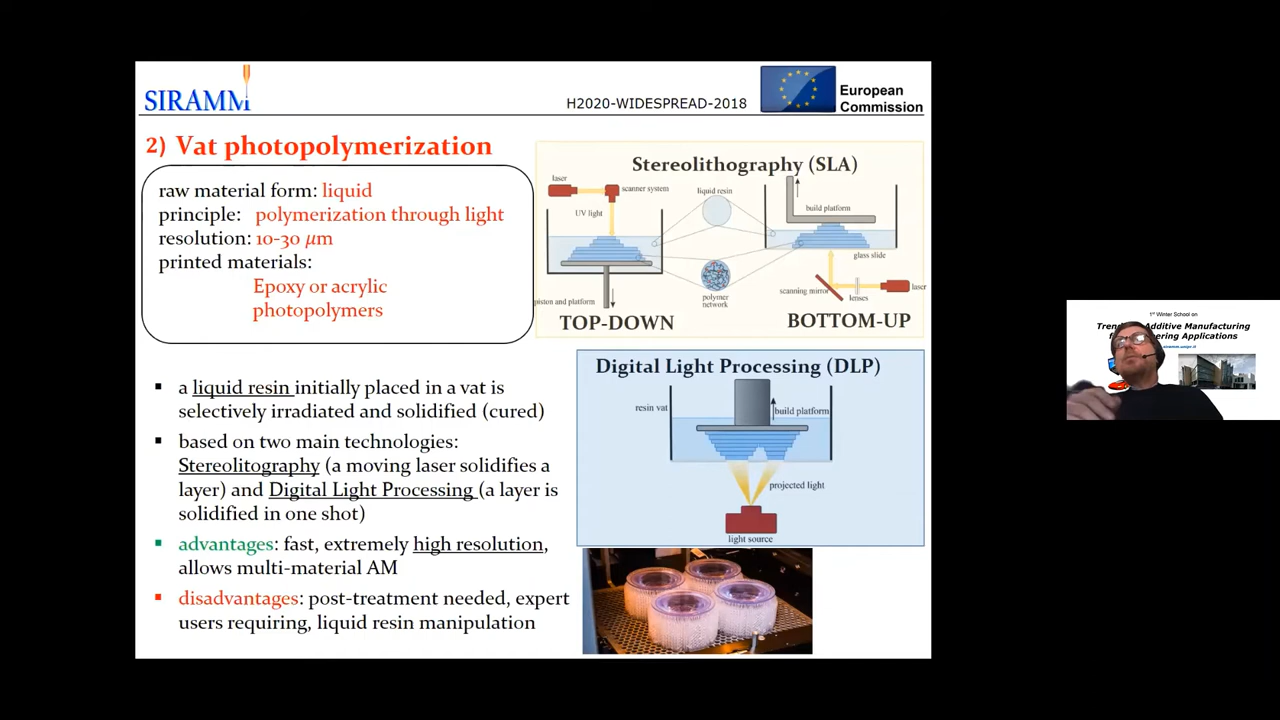 SIRAMM
H2020-WIDESPREAD-2018
European
Commission
2) Vat photopolymerization
raw material form: liquid
principle: polymerization through light
resolution: 10-30 µm
printed materials:
Epoxy or acrylic
photopolymers
Stereolithography (SLA)
laser
scanner system
UV light
piston and platform
TOP-DOWN
liquid resin
polymer
network
build platform
glass slide
scanning mirror
lenses
laser
BOTTOM-UP
▪ a liquid resin initially placed in a vat is
selectively irradiated and solidified (cured)
▪ based on two main technologies:
Stereolitography (a moving laser solidifies a
layer) and Digital Light Processing (a layer is
solidified in one shot)
▪ advantages: fast, extremely high resolution,
allows multi-material AM
▪ disadvantages: post-treatment needed, expert
users requiring, liquid resin manipulation
Digital Light Processing (DLP)
resin vat
build platform
projected light
light source
1st Winter School on
Additive Manufacturing
Applications